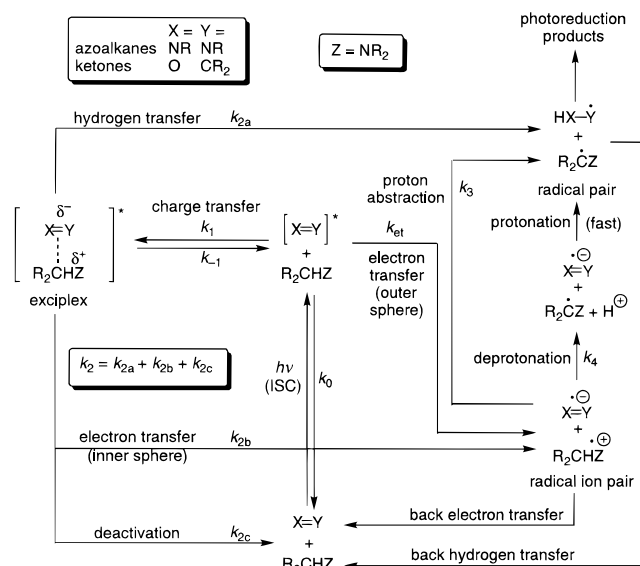 X = Y =
azoalkanes NR NR
ketones O CR₂
Z = NR₂
photoreduction
products
hydrogen transfer k₂ₐ
HX–Ẏ
+
R₂ĊZ
radical pair
proton
abstraction
k₃
protonation (fast)
X=Y •⊖
+
R₂ĊZ + H⊕
deprotonation k₄
X=Y •⊖
+
R₂CHZ •⊕
radical ion pair
δ⁻
X=Y
δ⁺
R₂CHZ
*
exciplex
charge transfer
k₁
k₋₁
[X=Y]*
+
R₂CHZ
kₑₜ
electron
transfer
(outer
sphere)
k₂ = k₂ₐ + k₂b + k₂c
hν
(ISC)
k₀
electron transfer k₂b
(inner sphere)
deactivation k₂c
X=Y
+
R₂CHZ
back electron transfer
back hydrogen transfer